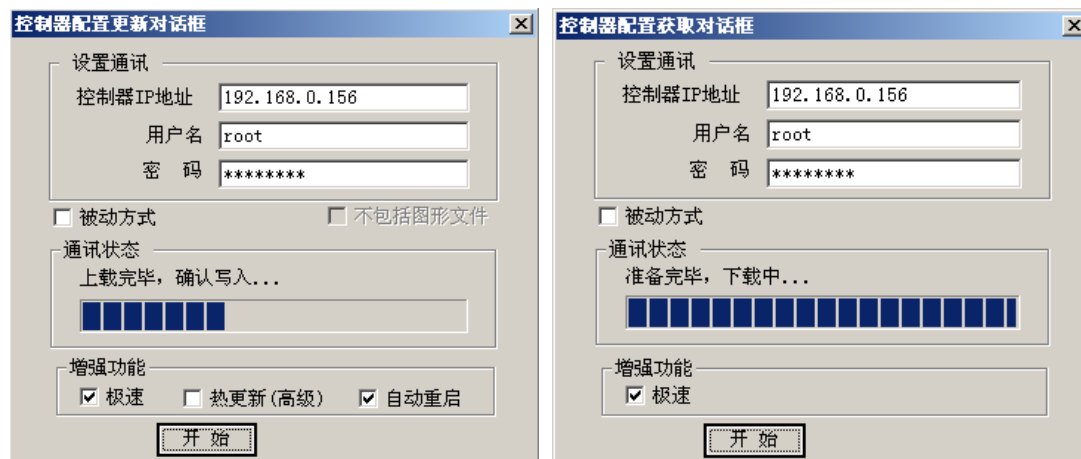 控制器配置更新对话框
设置通讯
控制器IP地址 192.168.0.156
用户名 root
密 码 ********
被动方式 不包括图形文件
通讯状态
上载完毕，确认写入...
增强功能
极速 热更新(高级) 自动重启
开 始
控制器配置获取对话框
设置通讯
控制器IP地址 192.168.0.156
用户名 root
密 码 ********
被动方式
通讯状态
准备完毕，下载中...
增强功能
极速
开 始